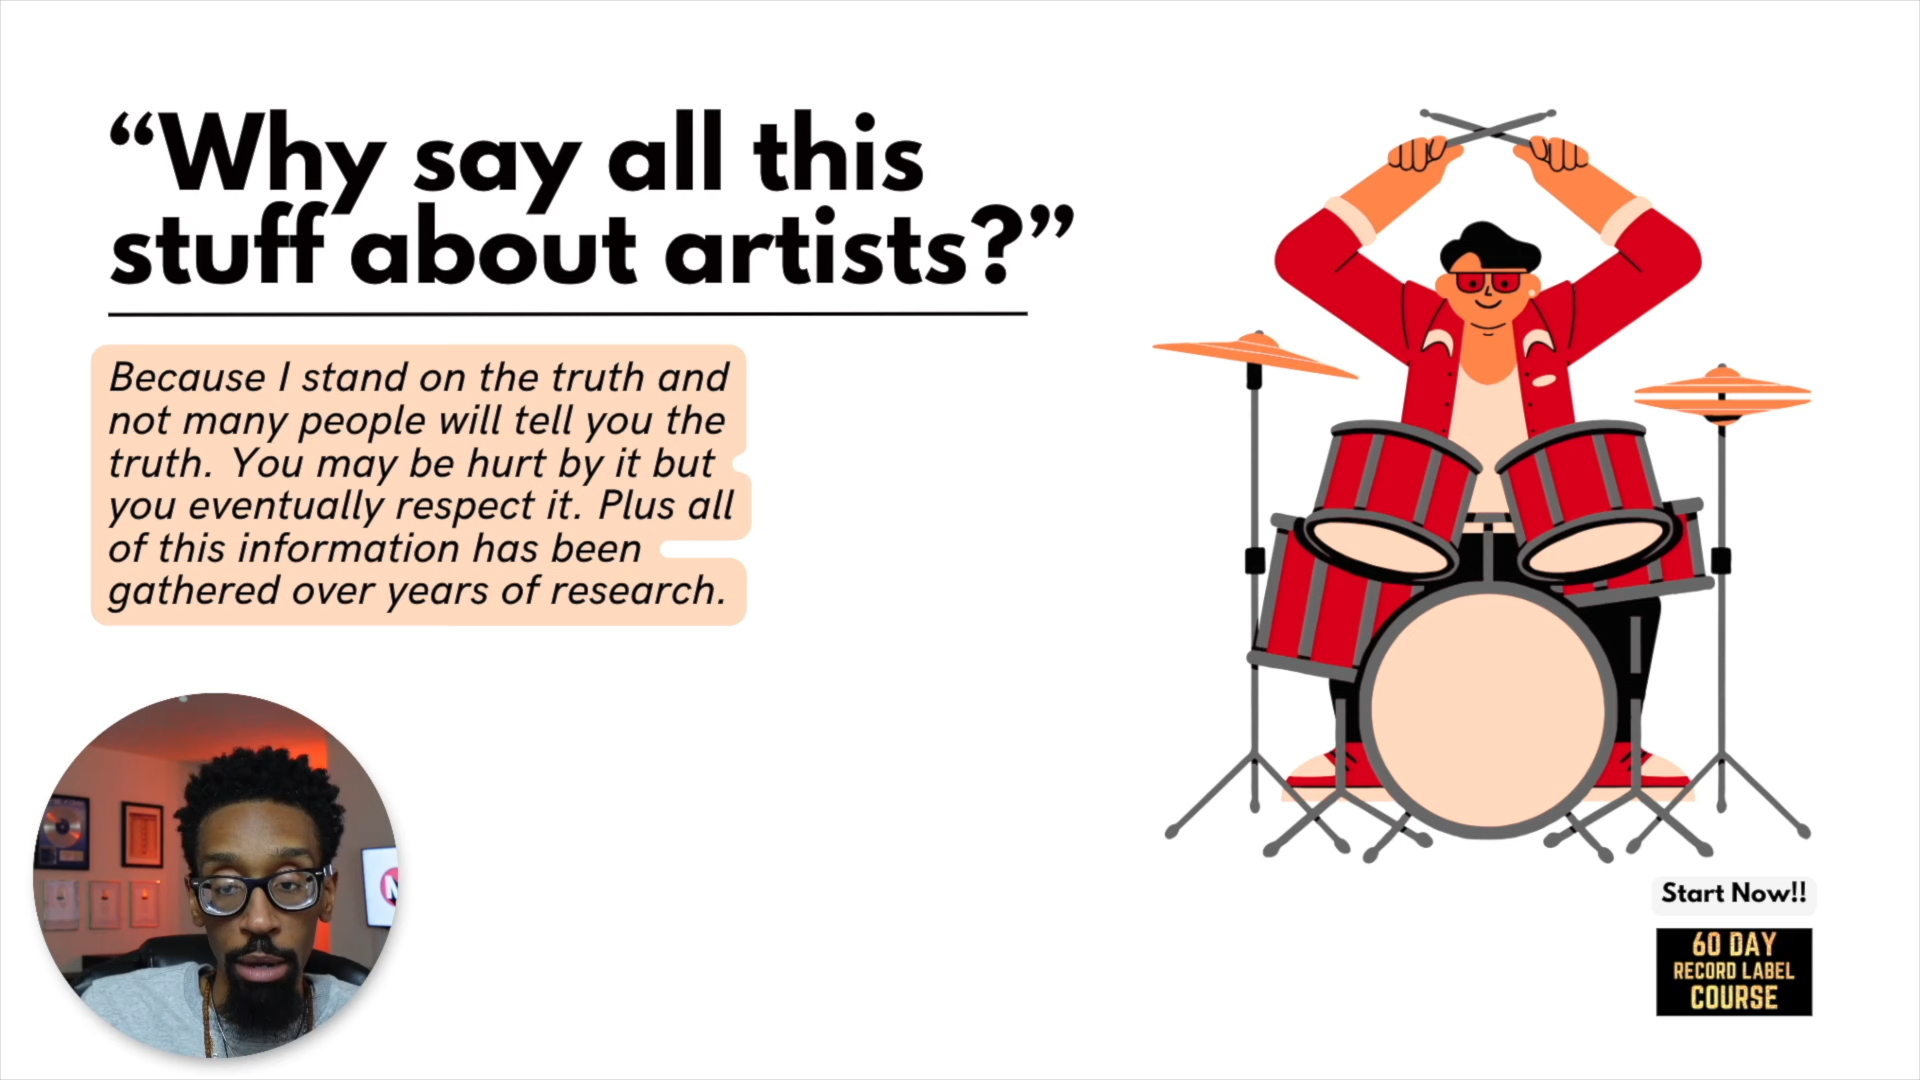 “Why say all this
stuff about artists?”
Because I stand on the truth and
not many people will tell you the
truth. You may be hurt by it but
you eventually respect it. Plus all
of this information has been
gathered over years of research.
Start Now!!
60 DAY
RECORD LABEL
COURSE